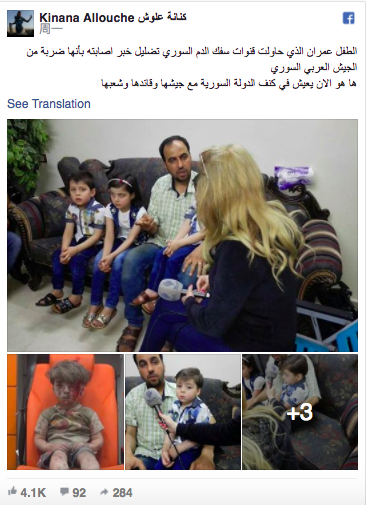 Kinana Allouche كنانة علوش
周一
الطفل عمران الذي حاولت قنوات سفك الدم السوري تضليل خبر اصابته بأنها ضربة من
الجيش العربي السوري
ها هو الان يعيش في كنف الدولة السورية مع جيشها وقائدها وشعبها
See Translation
+3
4.1K 92 284